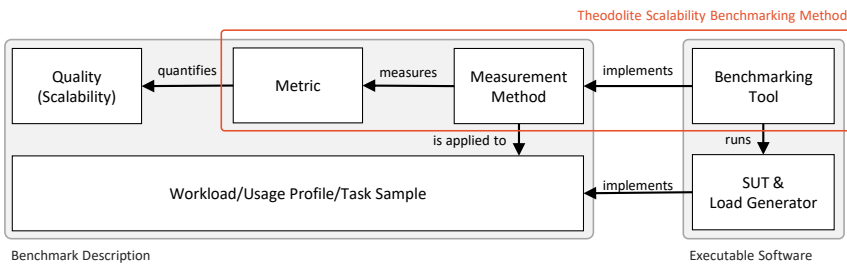 Theodolite Scalability Benchmarking Method
Quality
(Scalability)
quantifies
Metric
measures
Measurement
Method
implements
Benchmarking
Tool
is applied to
runs
Workload/Usage Profile/Task Sample
implements
SUT &
Load Generator
Benchmark Description
Executable Software